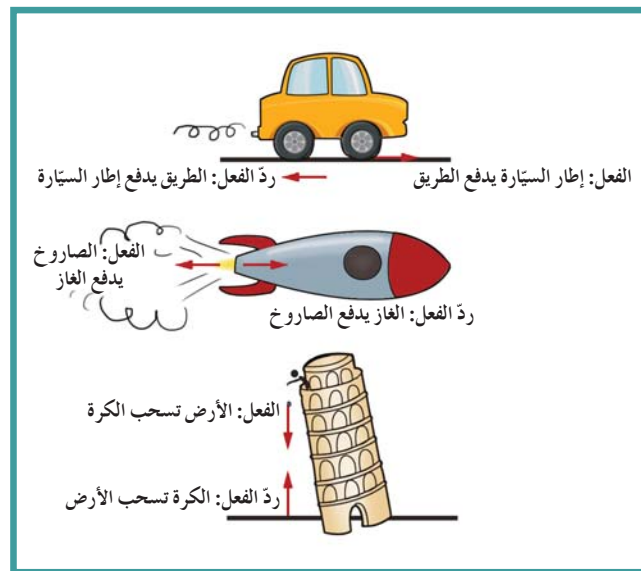 الفعل: إطار السيّارة يدفع الطريق
ردّ الفعل: الطريق يدفع إطار السيّارة
الفعل: الصاروخ
يدفع الغاز
ردّ الفعل: الغاز يدفع الصاروخ
الفعل: الأرض تسحب الكرة
ردّ الفعل: الكرة تسحب الأرض